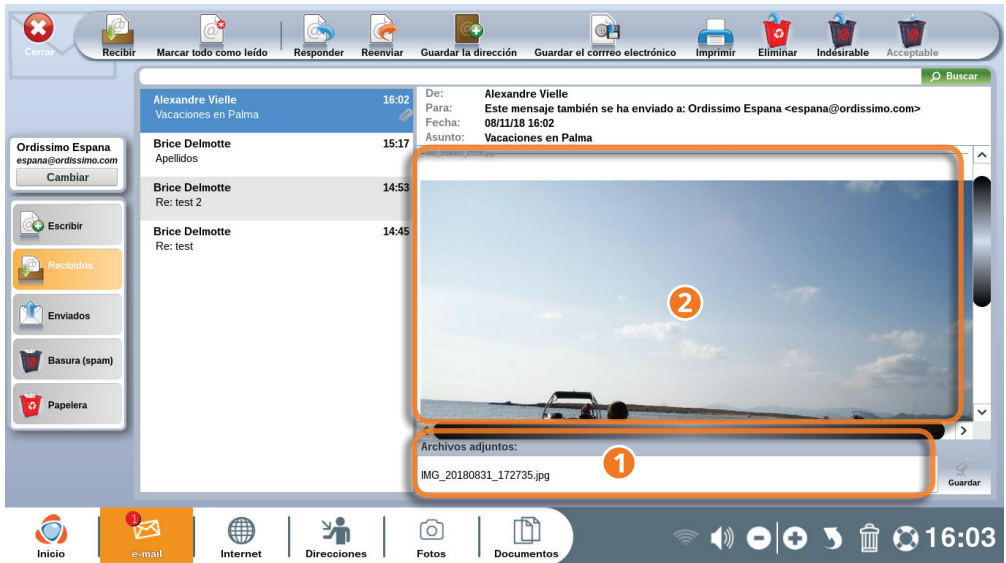 Cerrar
Recibir
Marcar todo como leído
Responder
Reenviar
Guardar la dirección
Guardar el corrreo electrónico
Imprimir
Eliminar
Indésirable
Acceptable
Buscar
Ordissimo Espana
espana@ordissimo.com
Cambiar
Escribir
Recibidos
Enviados
Basura (spam)
Papelera
Alexandre Vielle 16:02
Vacaciones en Palma
Brice Delmotte 15:17
Apellidos
Brice Delmotte 14:53
Re: test 2
Brice Delmotte 14:45
Re: test
De: Alexandre Vielle
Para: Este mensaje también se ha enviado a: Ordissimo Espana <espana@ordissimo.com>
Fecha: 08/11/18 16:02
Asunto: Vacaciones en Palma
IMG_20180831_172735.jpg
2
Archivos adjuntos:
1
IMG_20180831_172735.jpg
Guardar
Inicio
1
e-mail
Internet
Direcciones
Fotos
Documentos
16:03